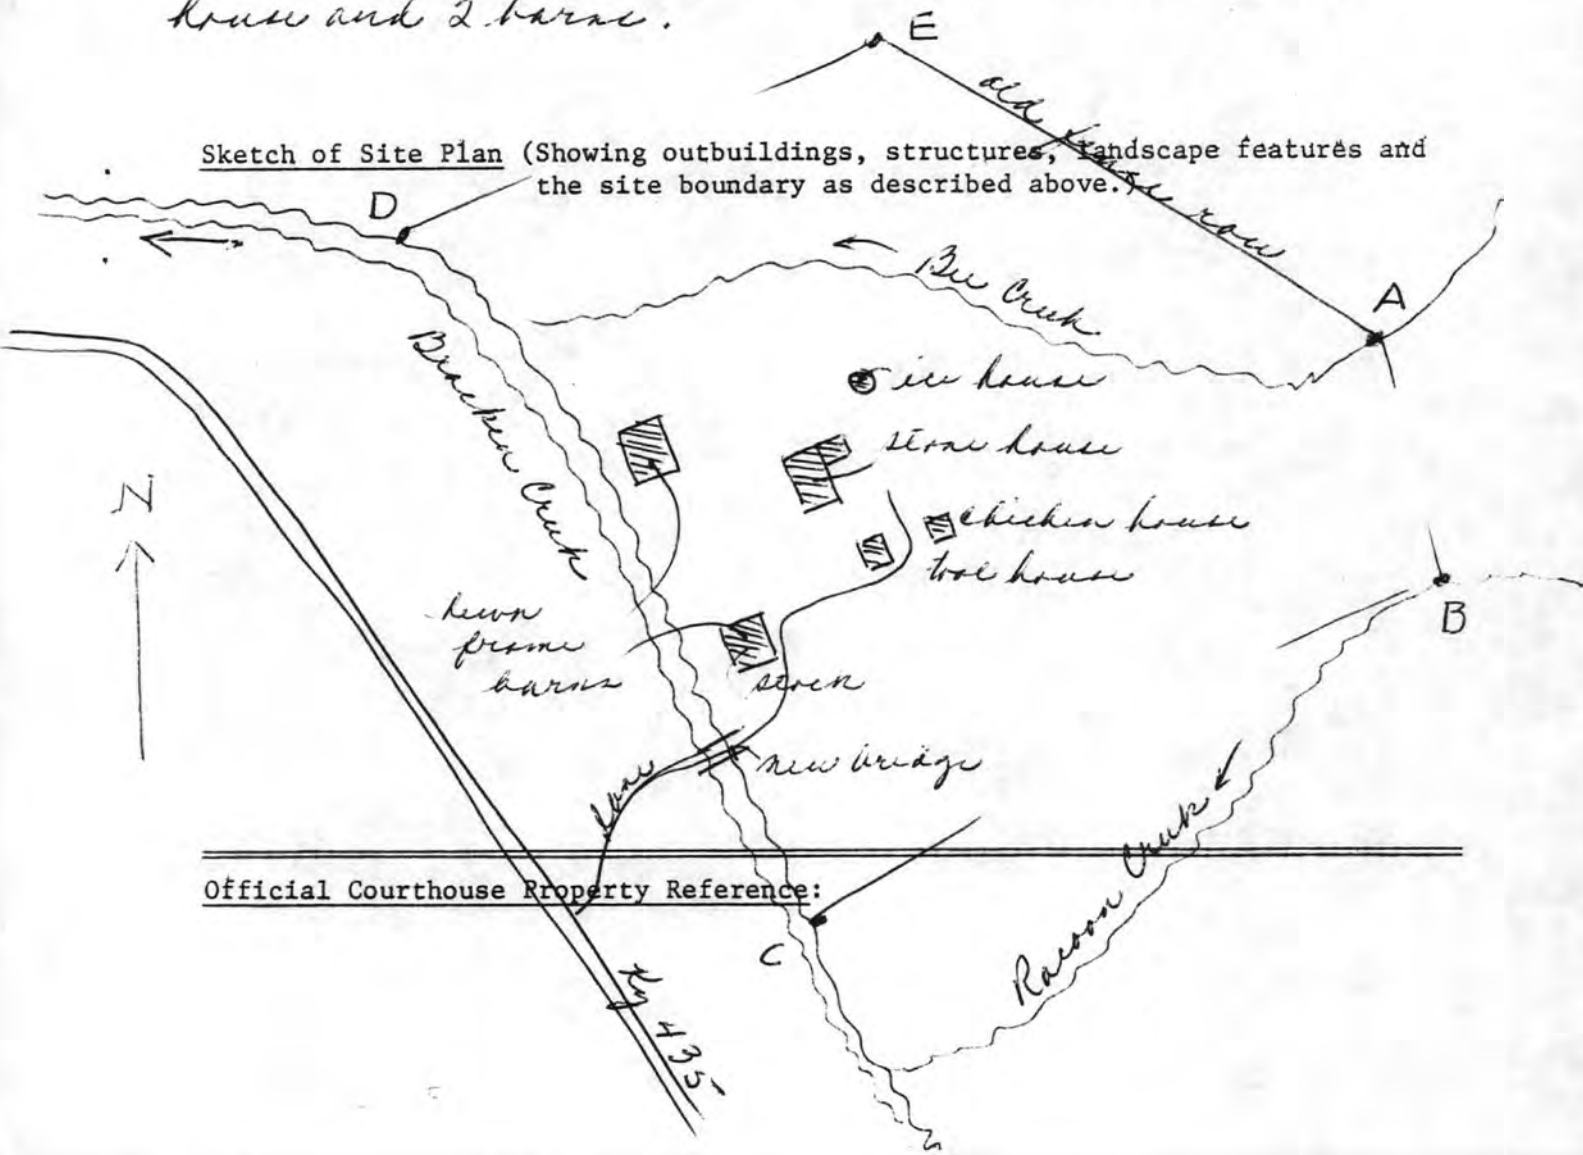 house and 2 barns.
E
old fence row
Sketch of Site Plan (Showing outbuildings, structures, landscape features and
the site boundary as described above.)
D
Bee Creek
A
Bracken Creek
ice house
stone house
N
chicken house
tool house
B
hewn
frame
barns
new bridge
lane
Official Courthouse Property Reference:
C
Racoon Creek
Ky 435